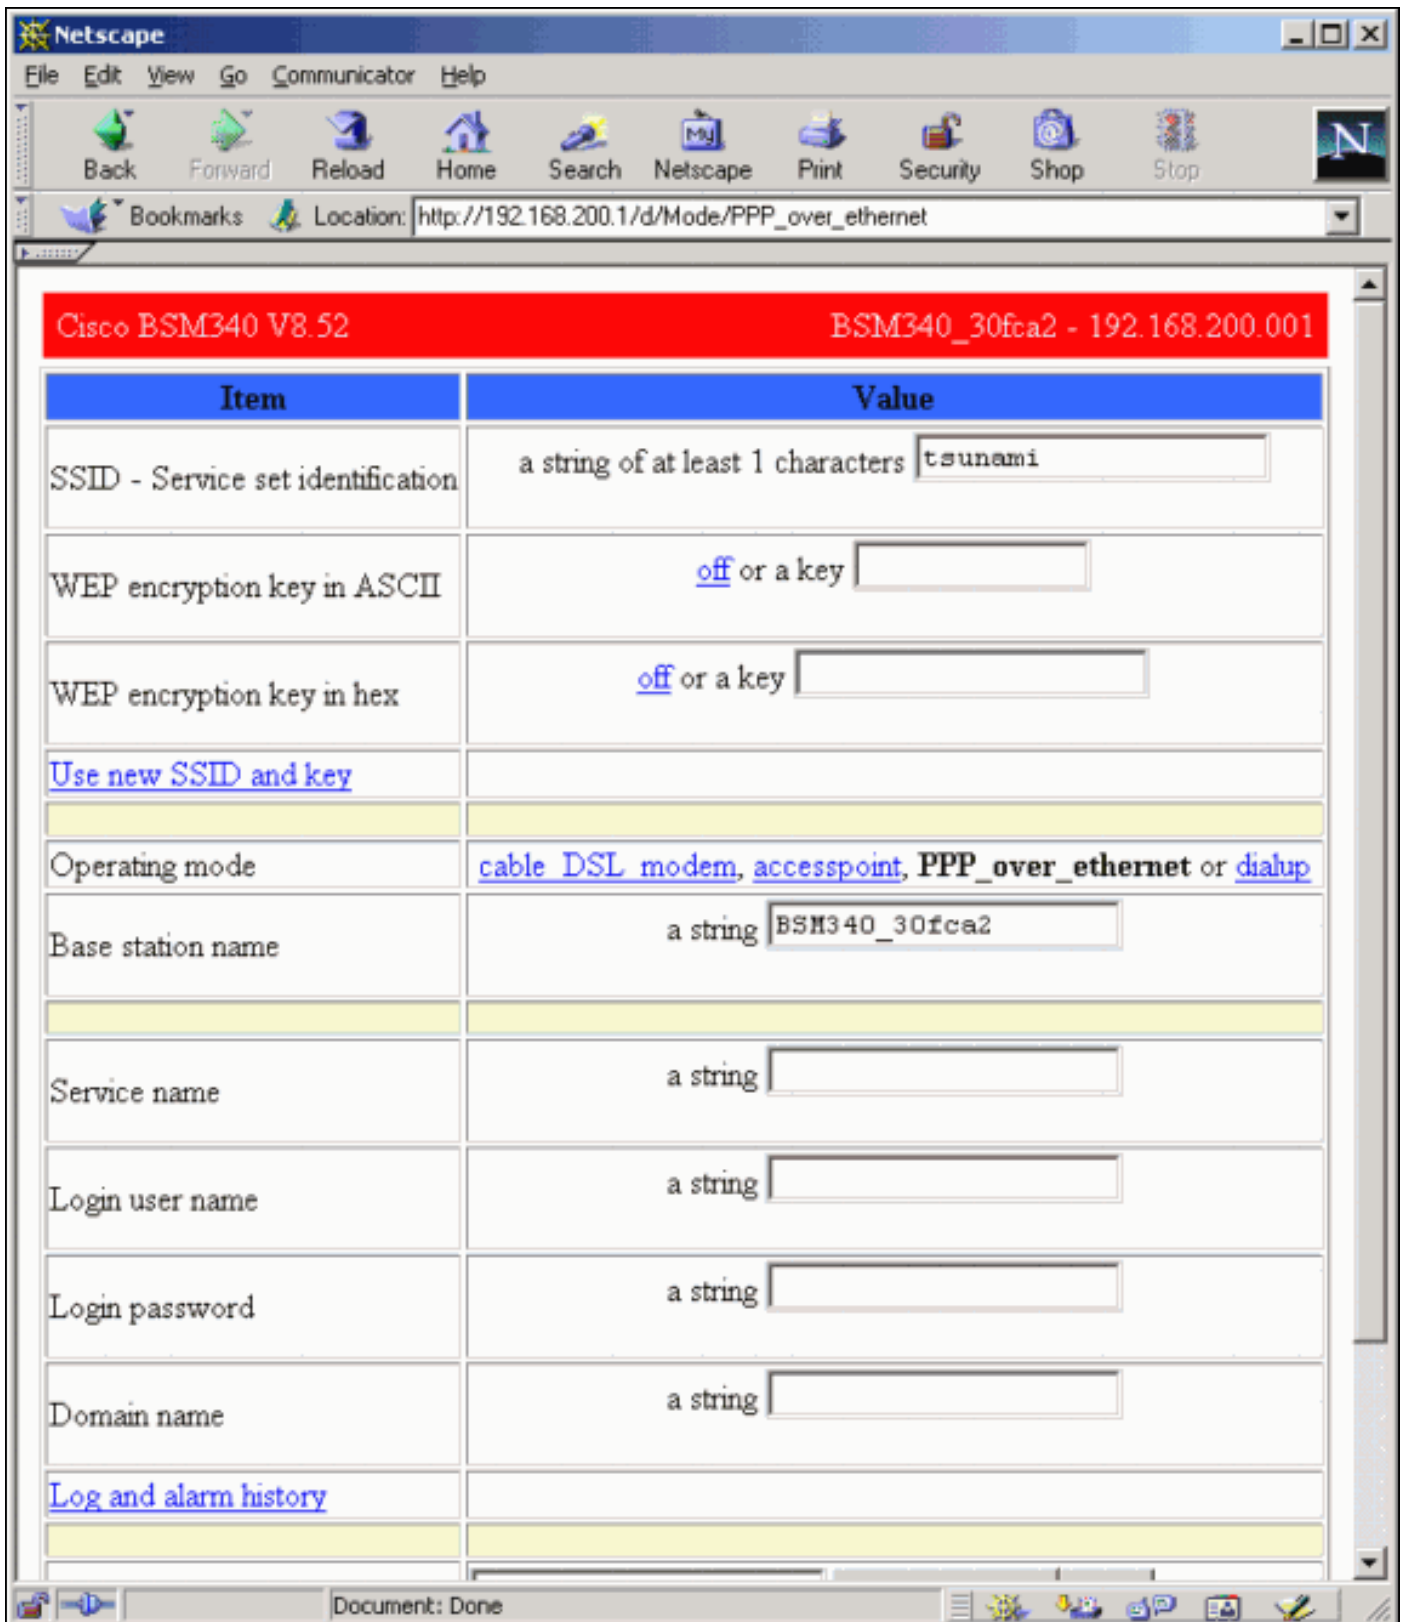 Netscape
File Edit View Go Communicator Help
Back Forward Reload Home Search Netscape Print Security Shop Stop
My
N
Bookmarks Location: http://192.168.200.1/d/Mode/PPP_over_ethernet
Cisco BSM340 V8.52 BSM340_30fca2 - 192.168.200.001
Item Value
SSID - Service set identification a string of at least 1 characters tsunami
WEP encryption key in ASCII off or a key
WEP encryption key in hex off or a key
Use new SSID and key
Operating mode cable_DSL_modem, accesspoint, PPP_over_ethernet or dialup
Base station name a string BSM340_30fca2
Service name a string
Login user name a string
Login password a string
Domain name a string
Log and alarm history
Document: Done